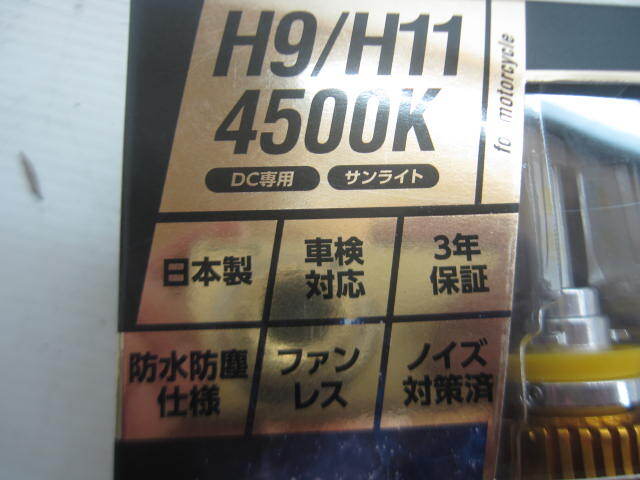 H9/H11
4500K
DC専用 サンライト
for motorcycle
日本製
車検
対応
3年
保証
防水防塵
仕様
ファン
レス
ノイズ
対策済